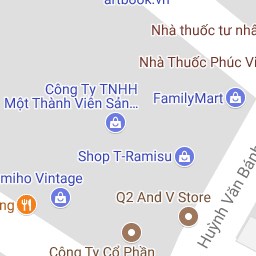 artbook.vn
Nhà thuốc tư nhâ
Nhà Thuốc Phúc Vi
Công Ty TNHH
Một Thành Viên Sản...
FamilyMart
Shop T-Ramisu
miho Vintage
Q2 And V Store
ng
Huỳnh Văn Bánh
Công Ty Cổ Phần